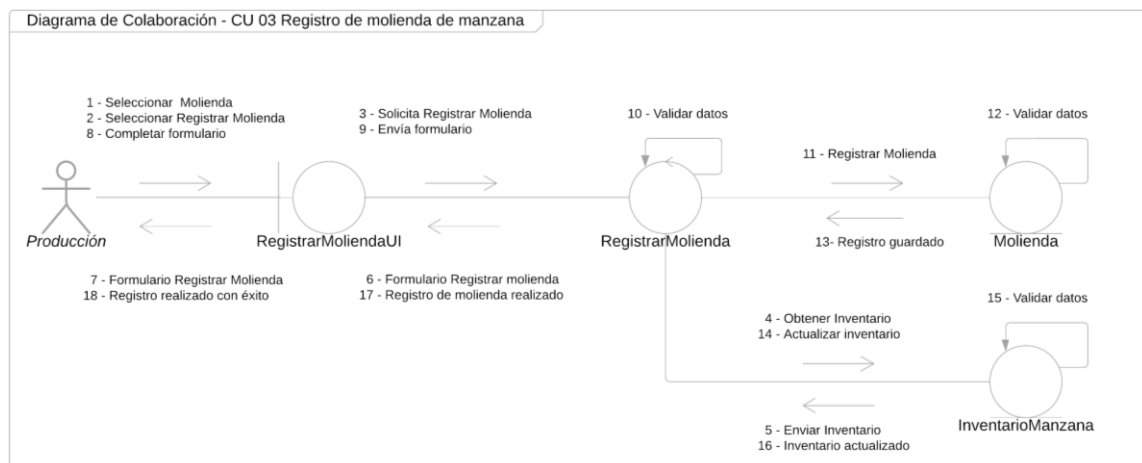 Diagrama de Colaboración - CU 03 Registro de molienda de manzana
1 - Seleccionar Molienda
2 - Seleccionar Registrar Molienda
8 - Completar formulario
3 - Solicita Registrar Molienda
9 - Envía formulario
10 - Validar datos
12 - Validar datos
11 - Registrar Molienda
Producción
RegistrarMoliendaUI
RegistrarMolienda
13- Registro guardado
Molienda
7 - Formulario Registrar Molienda
18 - Registro realizado con éxito
6 - Formulario Registrar molienda
17 - Registro de molienda realizado
15 - Validar datos
4 - Obtener Inventario
14 - Actualizar inventario
5 - Enviar Inventario
16 - Inventario actualizado
InventarioManzana